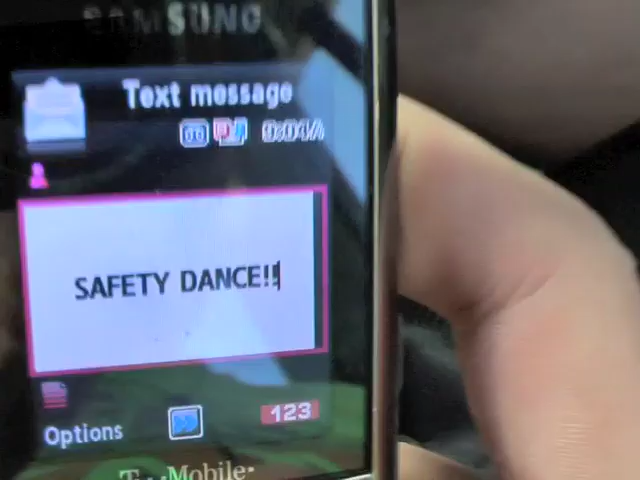 SAMSUNG
Text message
SAFETY DANCE!!
123
Options
T-Mobile